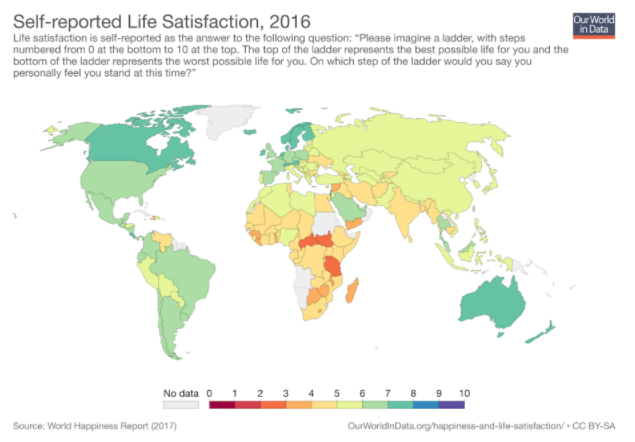 Self-reported Life Satisfaction, 2016
Our World
in Data
Life satisfaction is self-reported as the answer to the following question: "Please imagine a ladder, with steps
numbered from 0 at the bottom to 10 at the top. The top of the ladder represents the best possible life for you and the
bottom of the ladder represents the worst possible life for you. On which step of the ladder would you say you
personally feel you stand at this time?"
No data 0 1 2 3 4 5 6 7 8 9 10
Source: World Happiness Report (2017)
OurWorldInData.org/happiness-and-life-satisfaction/ • CC BY-SA